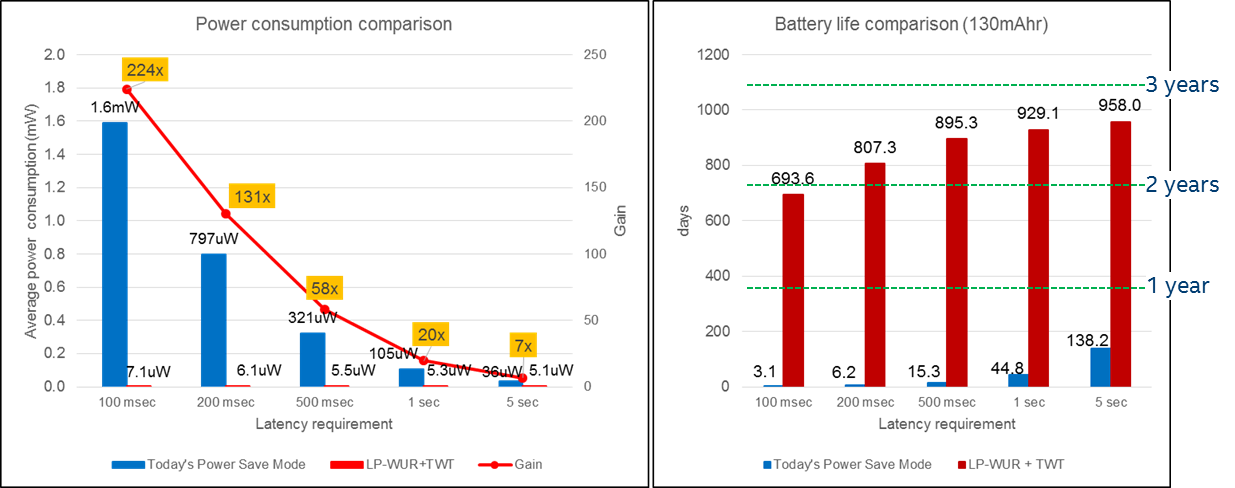 Power consumption comparison
2.0
1.8
1.6
1.4
1.2
1.0
0.8
0.6
0.4
0.2
0.0
Average power consumption (mW)
250
200
150
100
50
0
Gain
224x
131x
58x
20x
7x
1.6mW
797uW
321uW
105uW
36uW
7.1uW
6.1uW
5.5uW
5.3uW
5.1uW
100 msec
200 msec
500 msec
1 sec
5 sec
Latency requirement
Today's Power Save Mode
LP-WUR+TWT
Gain
Battery life comparison (130mAhr)
1200
1000
800
600
400
200
0
days
3 years
2 years
1 year
693.6
807.3
895.3
929.1
958.0
3.1
6.2
15.3
44.8
138.2
100 msec
200 msec
500 msec
1 sec
5 sec
Latency requirement
Today's Power Save Mode
LP-WUR + TWT